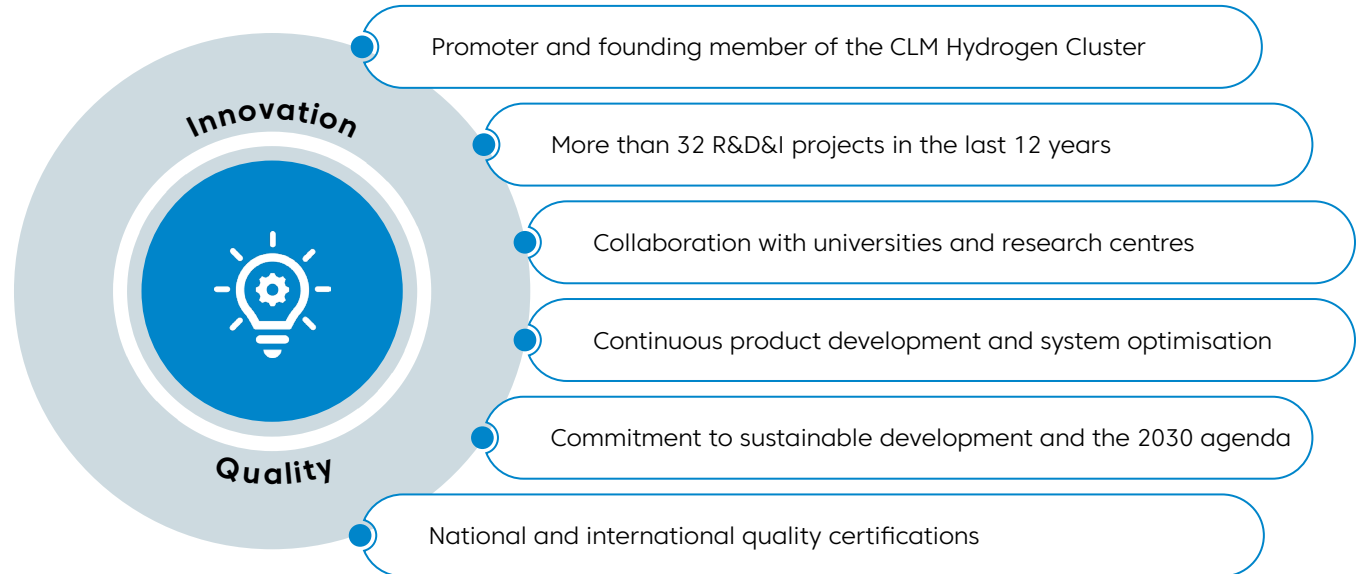 Innovation
Quality
Promoter and founding member of the CLM Hydrogen Cluster
More than 32 R&D&I projects in the last 12 years
Collaboration with universities and research centres
Continuous product development and system optimisation
Commitment to sustainable development and the 2030 agenda
National and international quality certifications